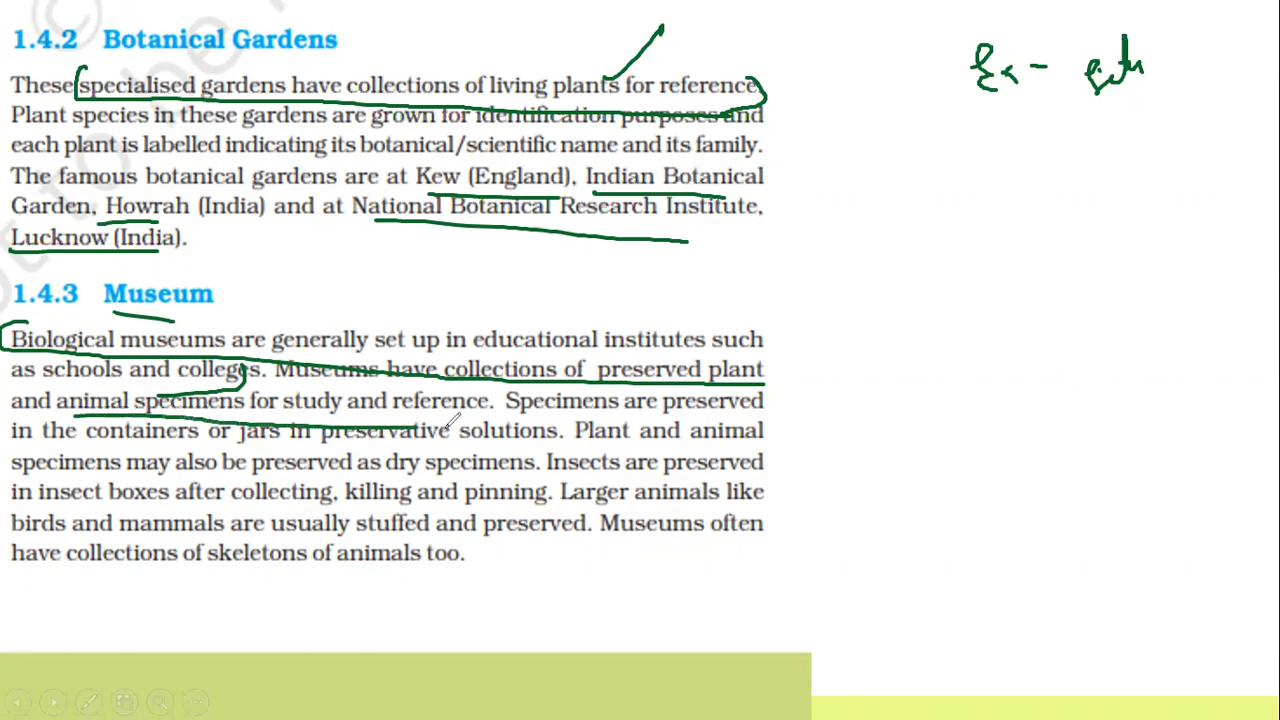 1.4.2 Botanical Gardens
These specialised gardens have collections of living plants for reference.
Plant species in these gardens are grown for identification purposes and
each plant is labelled indicating its botanical/scientific name and its family.
The famous botanical gardens are at Kew (England), Indian Botanical
Garden, Howrah (India) and at National Botanical Research Institute,
Lucknow (India).
1.4.3 Museum
Biological museums are generally set up in educational institutes such
as schools and colleges. Museums have collections of preserved plant
and animal specimens for study and reference. Specimens are preserved
in the containers or jars in preservative solutions. Plant and animal
specimens may also be preserved as dry specimens. Insects are preserved
in insect boxes after collecting, killing and pinning. Larger animals like
birds and mammals are usually stuffed and preserved. Museums often
have collections of skeletons of animals too.
Ex -